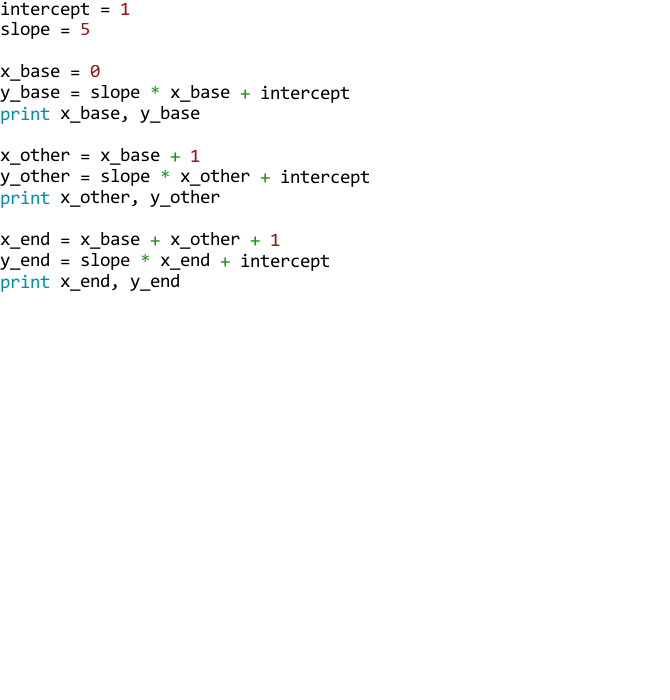 intercept = 1
slope = 5
x_base = 0
y_base = slope * x_base + intercept
print x_base, y_base
x_other = x_base + 1
y_other = slope * x_other + intercept
print x_other, y_other
x_end = x_base + x_other + 1
y_end = slope * x_end + intercept
print x_end, y_end